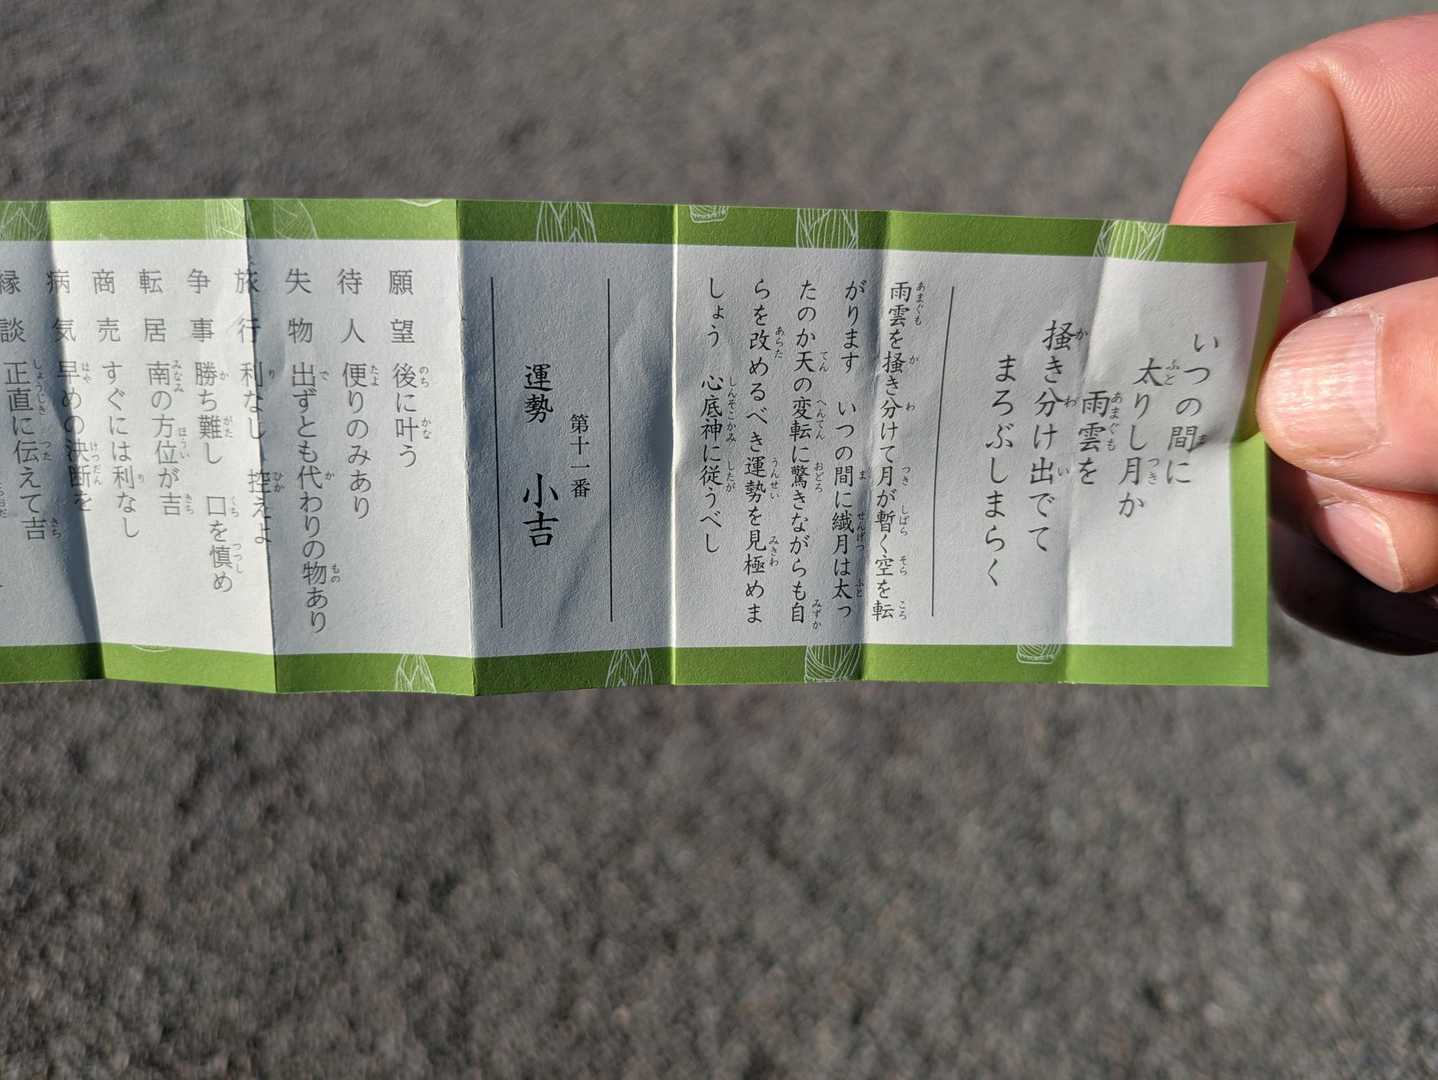 いつの間に
太りし月か
雨雲を
掻き分け出でて
まろぶしまらく
雨雲を掻き分けて月が暫く空を転
がります いつの間に繊月は太っ
たのか天の変転に驚きながらも自
らを改めるべき運勢を見極めま
しょう 心底神に従うべし
第十一番
運勢 小吉
願望 後に叶う
待人 便りのみあり
失物 出ずとも代わりの物あり
旅行 利なし 控えよ
争事 勝ち難し 口を慎め
転居 南の方位が吉
商売 すぐには利なし
病気 早めの決断を
縁談 正直に伝えて吉